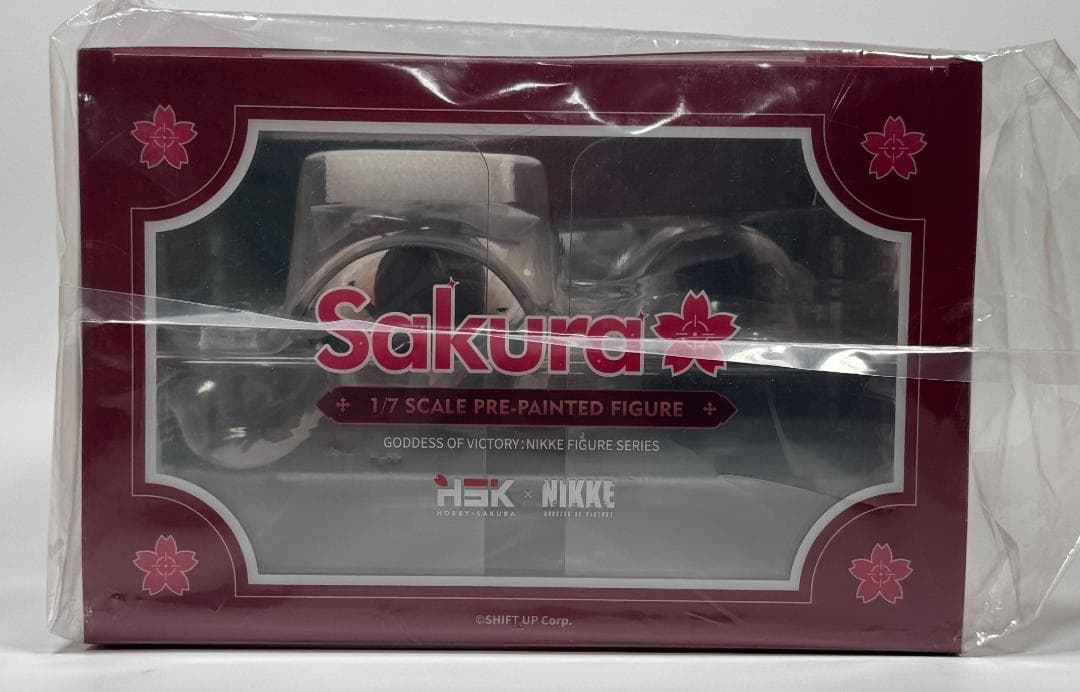 Sakura
1/7 SCALE PRE-PAINTED FIGURE
GODDESS OF VICTORY:NIKKE FIGURE SERIES
HSK × NIKKE
HOBBY·SAKURA GODDESS OF VICTORY
©SHIFT UP Corp.